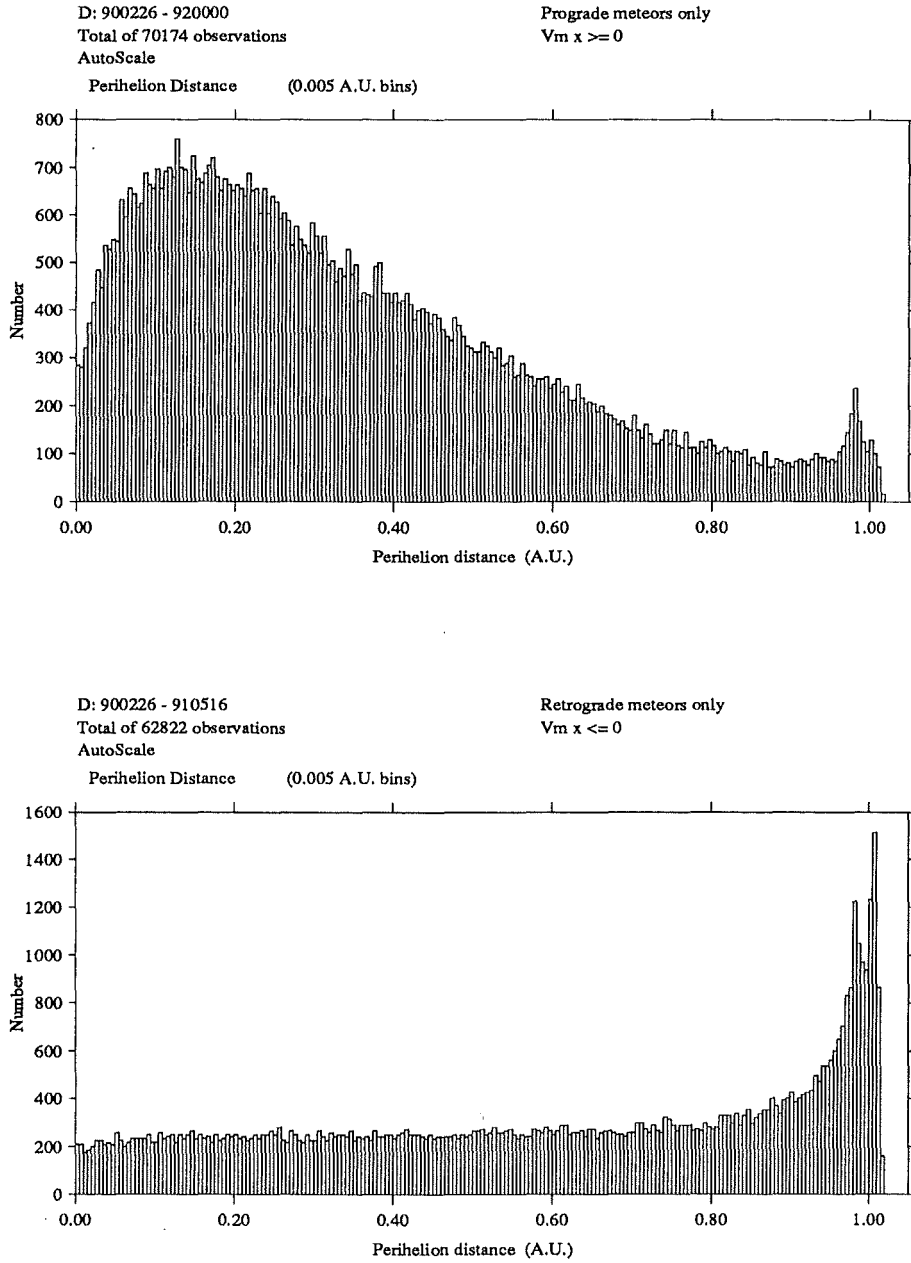 D: 900226 - 920000
Total of 70174 observations
AutoScale
Prograde meteors only
Vm x >= 0
Perihelion Distance (0.005 A.U. bins)
800
700
600
500
400
300
200
100
0
Number
0.00 0.20 0.40 0.60 0.80 1.00
Perihelion distance (A.U.)
D: 900226 - 910516
Total of 62822 observations
AutoScale
Retrograde meteors only
Vm x <= 0
Perihelion Distance (0.005 A.U. bins)
1600
1400
1200
1000
800
600
400
200
0
Number
0.00 0.20 0.40 0.60 0.80 1.00
Perihelion distance (A.U.)